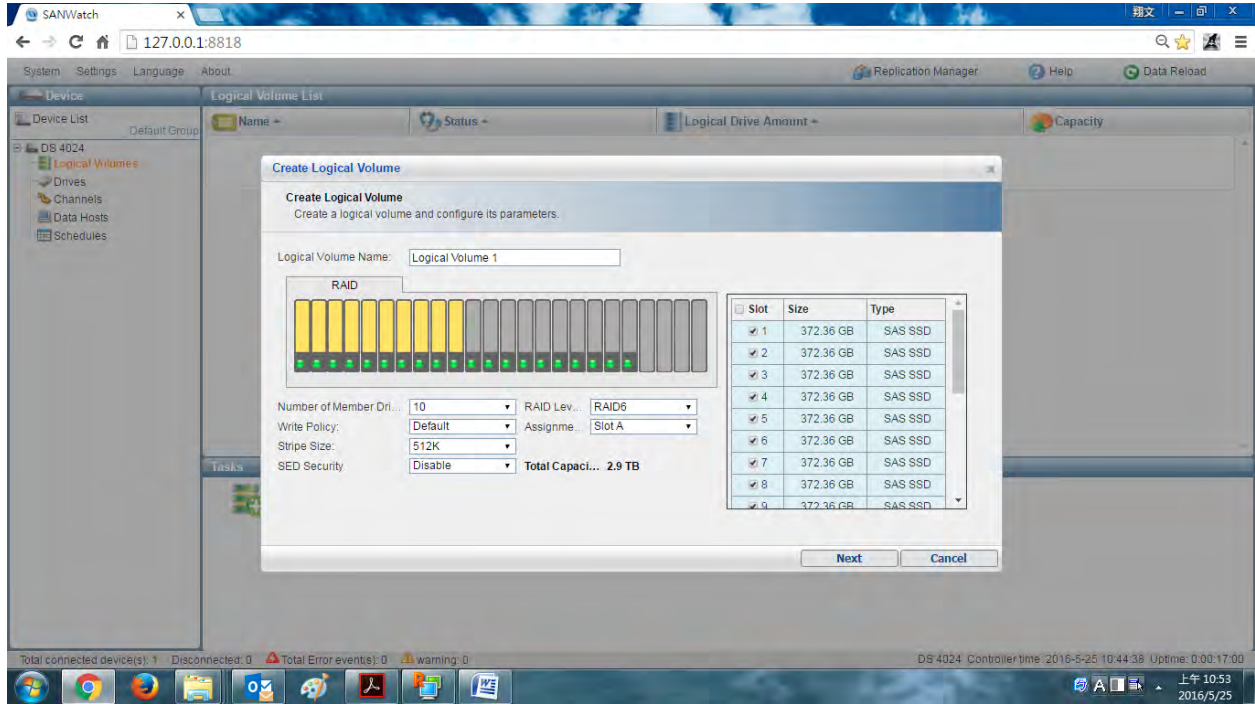 SANWatch
翔文
127.0.0.1:8818
System Settings Language About
Replication Manager Help Data Reload
Device
Logical Volume List
Device List
Default Group
Name Status Logical Drive Amount Capacity
DS 4024
Logical Volumes
Drives
Channels
Data Hosts
Schedules
Create Logical Volume
Create Logical Volume
Create a logical volume and configure its parameters.
Logical Volume Name: Logical Volume 1
RAID
Number of Member Dri... 10 RAID Lev... RAID6
Write Policy: Default Assignme... Slot A
Stripe Size: 512K
SED Security Disable Total Capaci... 2.9 TB
Slot Size Type
1 372.36 GB SAS SSD
2 372.36 GB SAS SSD
3 372.36 GB SAS SSD
4 372.36 GB SAS SSD
5 372.36 GB SAS SSD
6 372.36 GB SAS SSD
7 372.36 GB SAS SSD
8 372.36 GB SAS SSD
9 372.36 GB SAS SSD
Next Cancel
Tasks
Total connected device(s): 1 Disconnected: 0 Total Error event(s): 0 warning: 0
DS 4024 Controller time: 2016-5-25 10:44:38 Uptime: 0:00:17:00
A
上午 10:53
2016/5/25